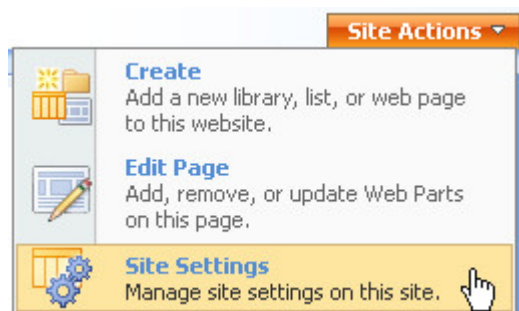 Site Actions
Create
Add a new library, list, or web page
to this website.
Edit Page
Add, remove, or update Web Parts
on this page.
Site Settings
Manage site settings on this site.